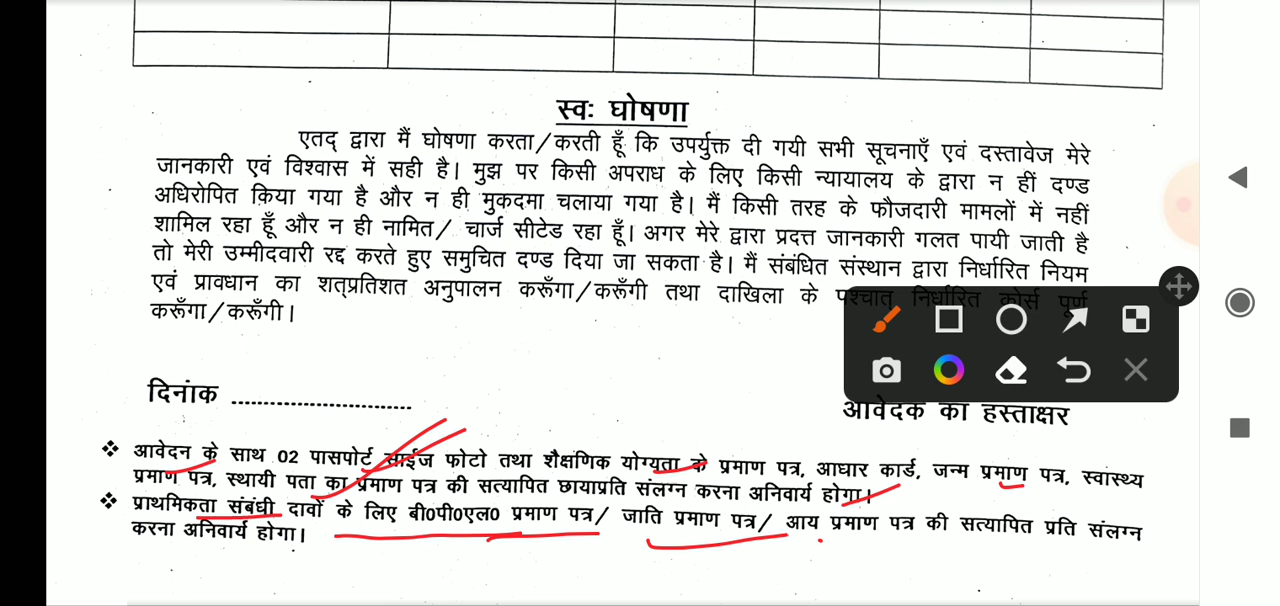 स्वः घोषणा
एतद् द्वारा मैं घोषणा करता/करती हूँ कि उपर्युक्त दी गयी सभी सूचनाएँ एवं दस्तावेज मेरे
जानकारी एवं विश्वास में सही है। मुझ पर किसी अपराध के लिए किसी न्यायालय के द्वारा न हीं दण्ड
अधिरोपित किया गया है और न ही मुकदमा चलाया गया है। मैं किसी तरह के फौजदारी मामलों में नहीं
शामिल रहा हूँ और न ही नामित/ चार्ज सीटेड रहा हूँ। अगर मेरे द्वारा प्रदत्त जानकारी गलत पायी जाती है
तो मेरी उम्मीदवारी रद्द करते हुए समुचित दण्ड दिया जा सकता है। मैं संबंधित संस्थान द्वारा निर्धारित नियम
एवं प्रावधान का शत्प्रतिशत अनुपालन करूँगा/करूँगी तथा दाखिला के पश्चात् निर्धारित कोर्स पूर्ण
करूँगा/करूँगी।
दिनांक ..............................
आवेदक का हस्ताक्षर
❖ आवेदन के साथ 02 पासपोर्ट साईज फोटो तथा शैक्षणिक योग्यता के प्रमाण पत्र, आधार कार्ड, जन्म प्रमाण पत्र, स्वास्थ्य
प्रमाण पत्र, स्थायी पता का प्रमाण पत्र की सत्यापित छायाप्रति संलग्न करना अनिवार्य होगा।
❖ प्राथमिकता संबंधी दावों के लिए बी0पी0एल0 प्रमाण पत्र/ जाति प्रमाण पत्र/ आय प्रमाण पत्र की सत्यापित प्रति संलग्न
करना अनिवार्य होगा।